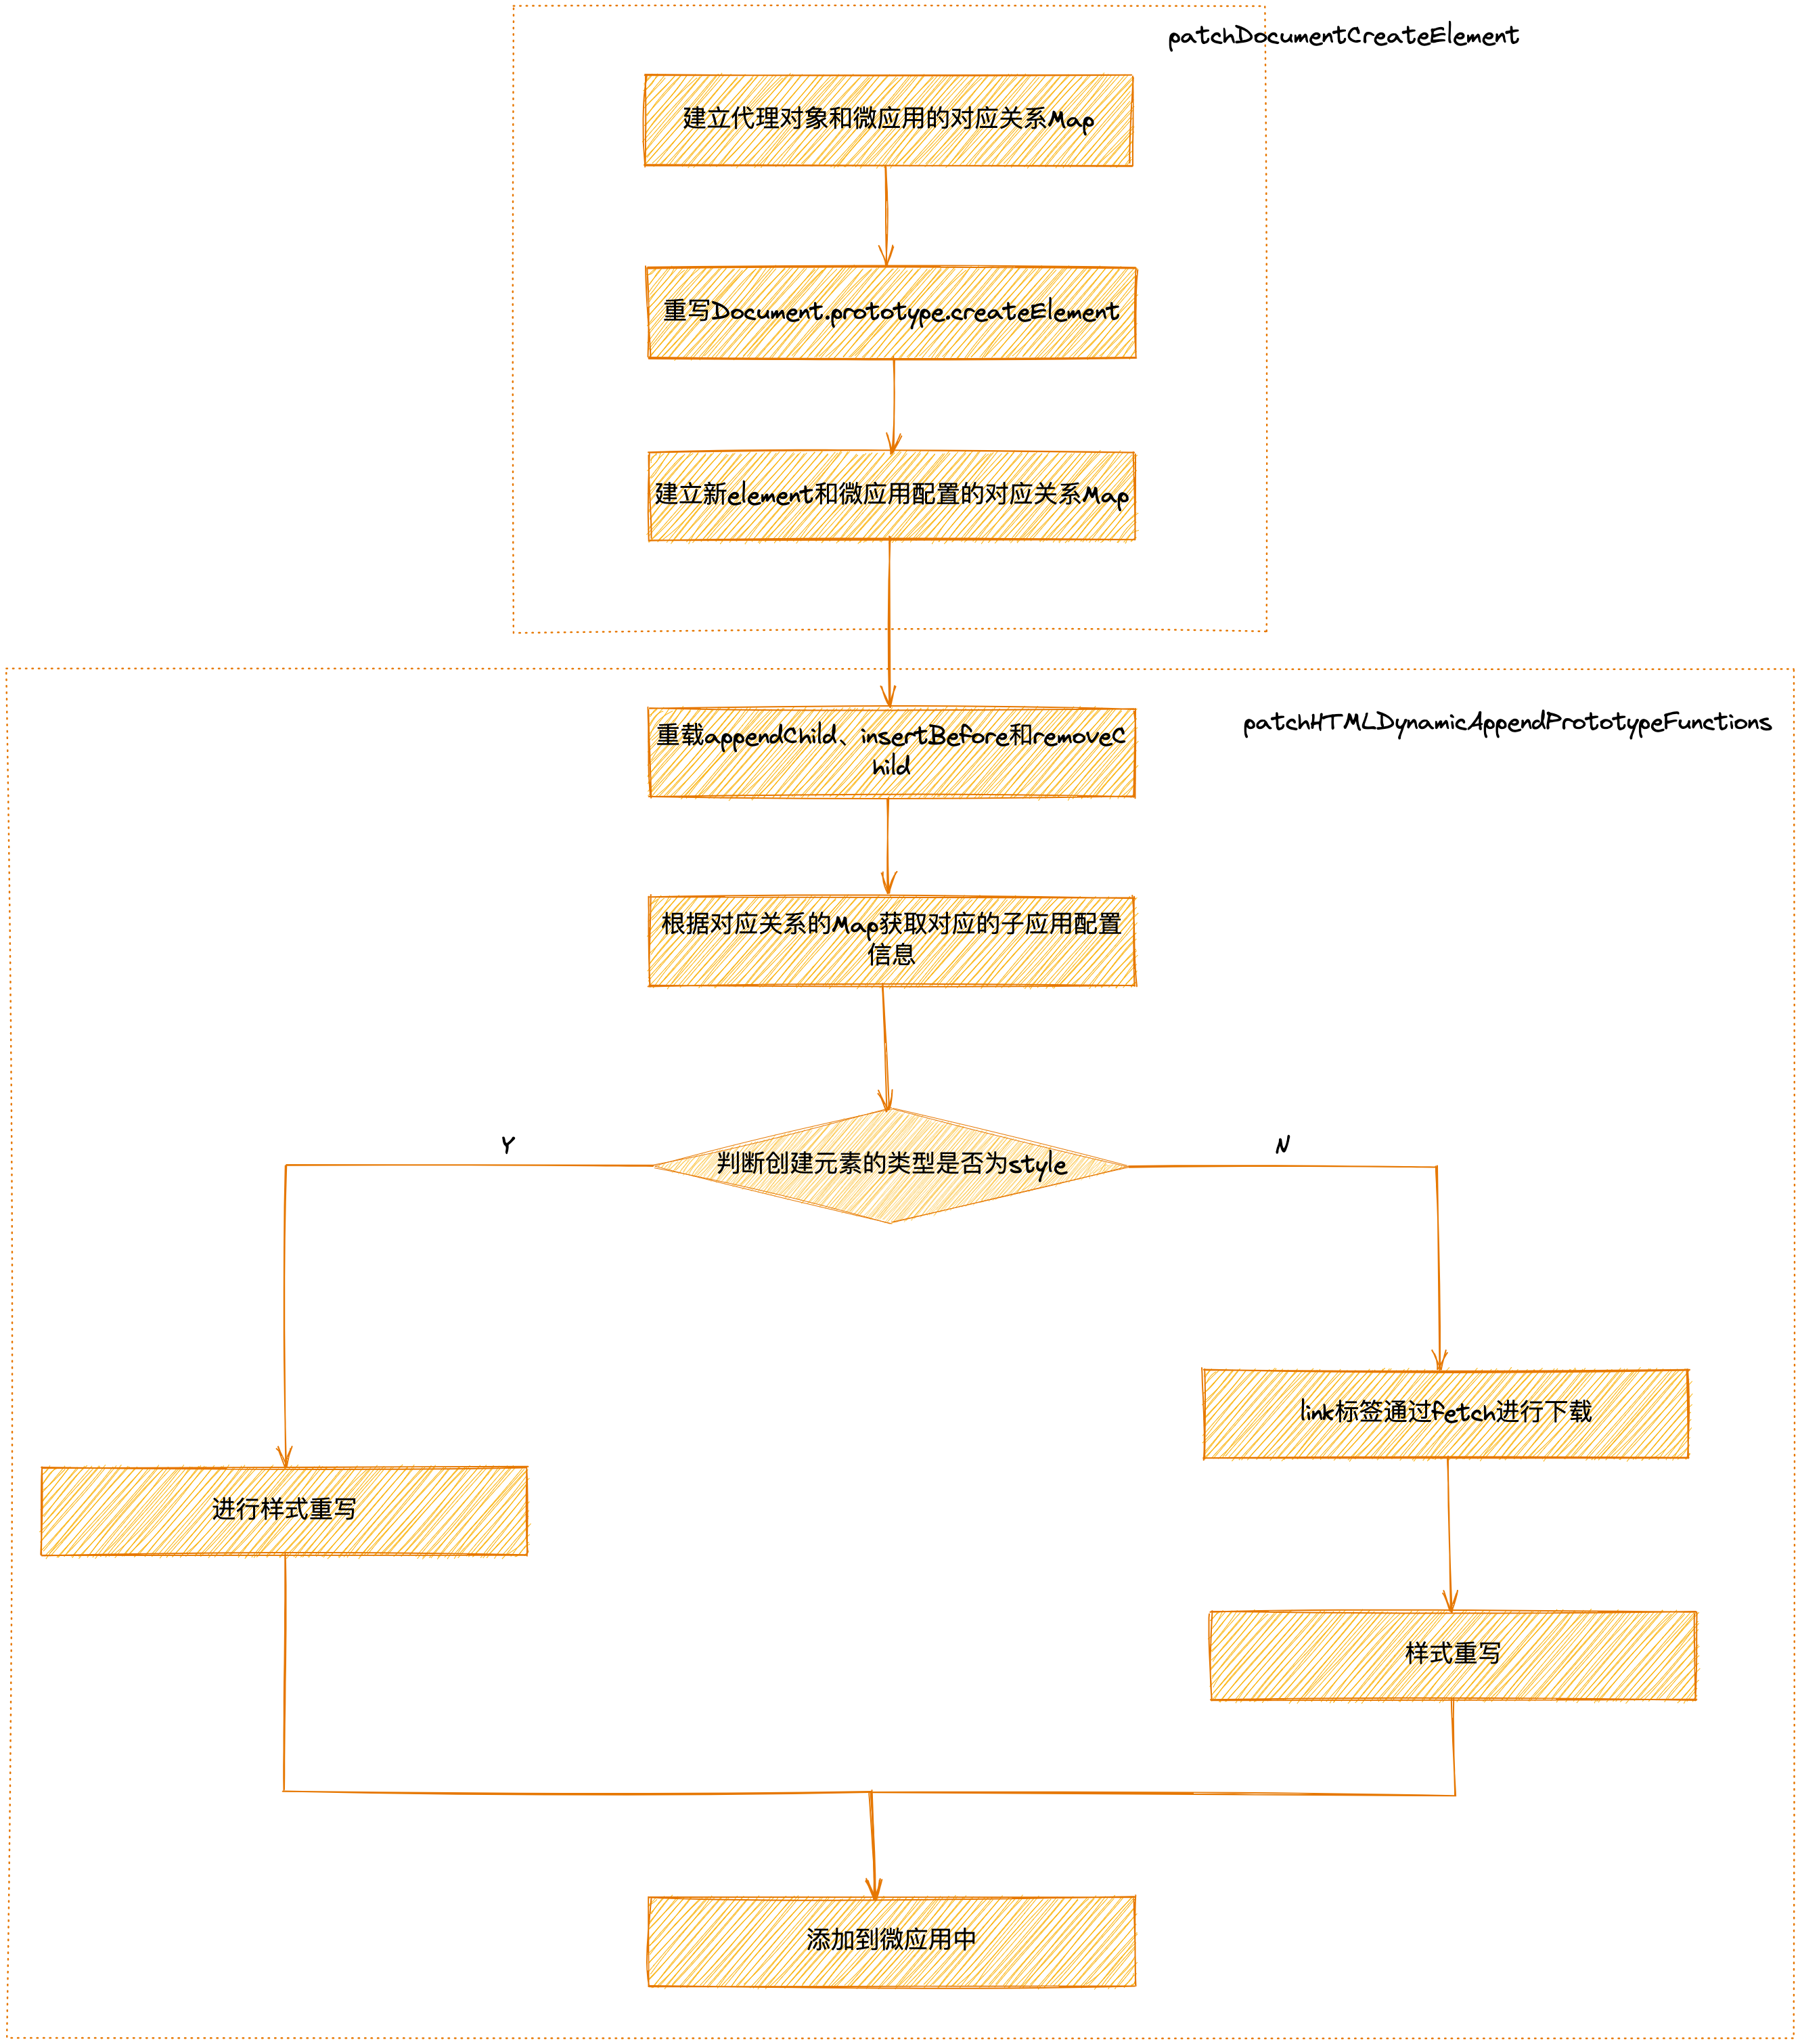 patchDocumentCreateElement
建立代理对象和微应用的对应关系Map
重写Document.prototype.createElement
建立新element和微应用配置的对应关系Map
重载appendChild、insertBefore和removeC
hild
patchHTMLDynamicAppendPrototypeFunctions
根据对应关系的Map获取对应的子应用配置
信息
Y
N
判断创建元素的类型是否为style
link标签通过fetch进行下载
进行样式重写
样式重写
添加到微应用中